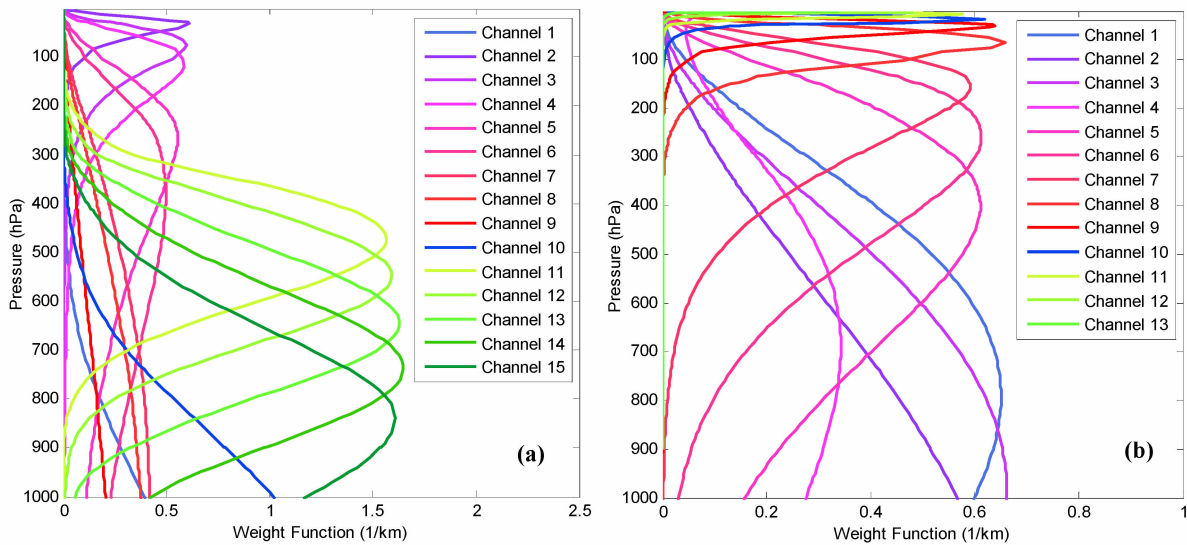 100
200
300
400
500
600
700
800
900
1000
Pressure (hPa)
0
0.5
1
1.5
2
2.5
Weight Function (1/km)
Channel 1
Channel 2
Channel 3
Channel 4
Channel 5
Channel 6
Channel 7
Channel 8
Channel 9
Channel 10
Channel 11
Channel 12
Channel 13
Channel 14
Channel 15
(a)
100
200
300
400
500
600
700
800
900
1000
Pressure (hPa)
0
0.2
0.4
0.6
0.8
1
Weight Function (1/km)
Channel 1
Channel 2
Channel 3
Channel 4
Channel 5
Channel 6
Channel 7
Channel 8
Channel 9
Channel 10
Channel 11
Channel 12
Channel 13
(b)